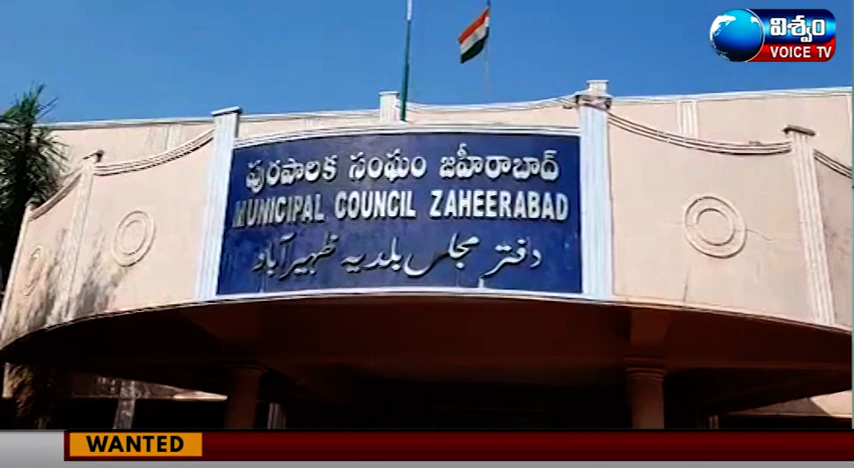 విశ్వం
VOICE TV
పురపాలక సంఘం జహీరాబాద్
MUNICIPAL COUNCIL ZAHEERABAD
دفتر مجلس بلدیہ ظہیرآباد
WANTED